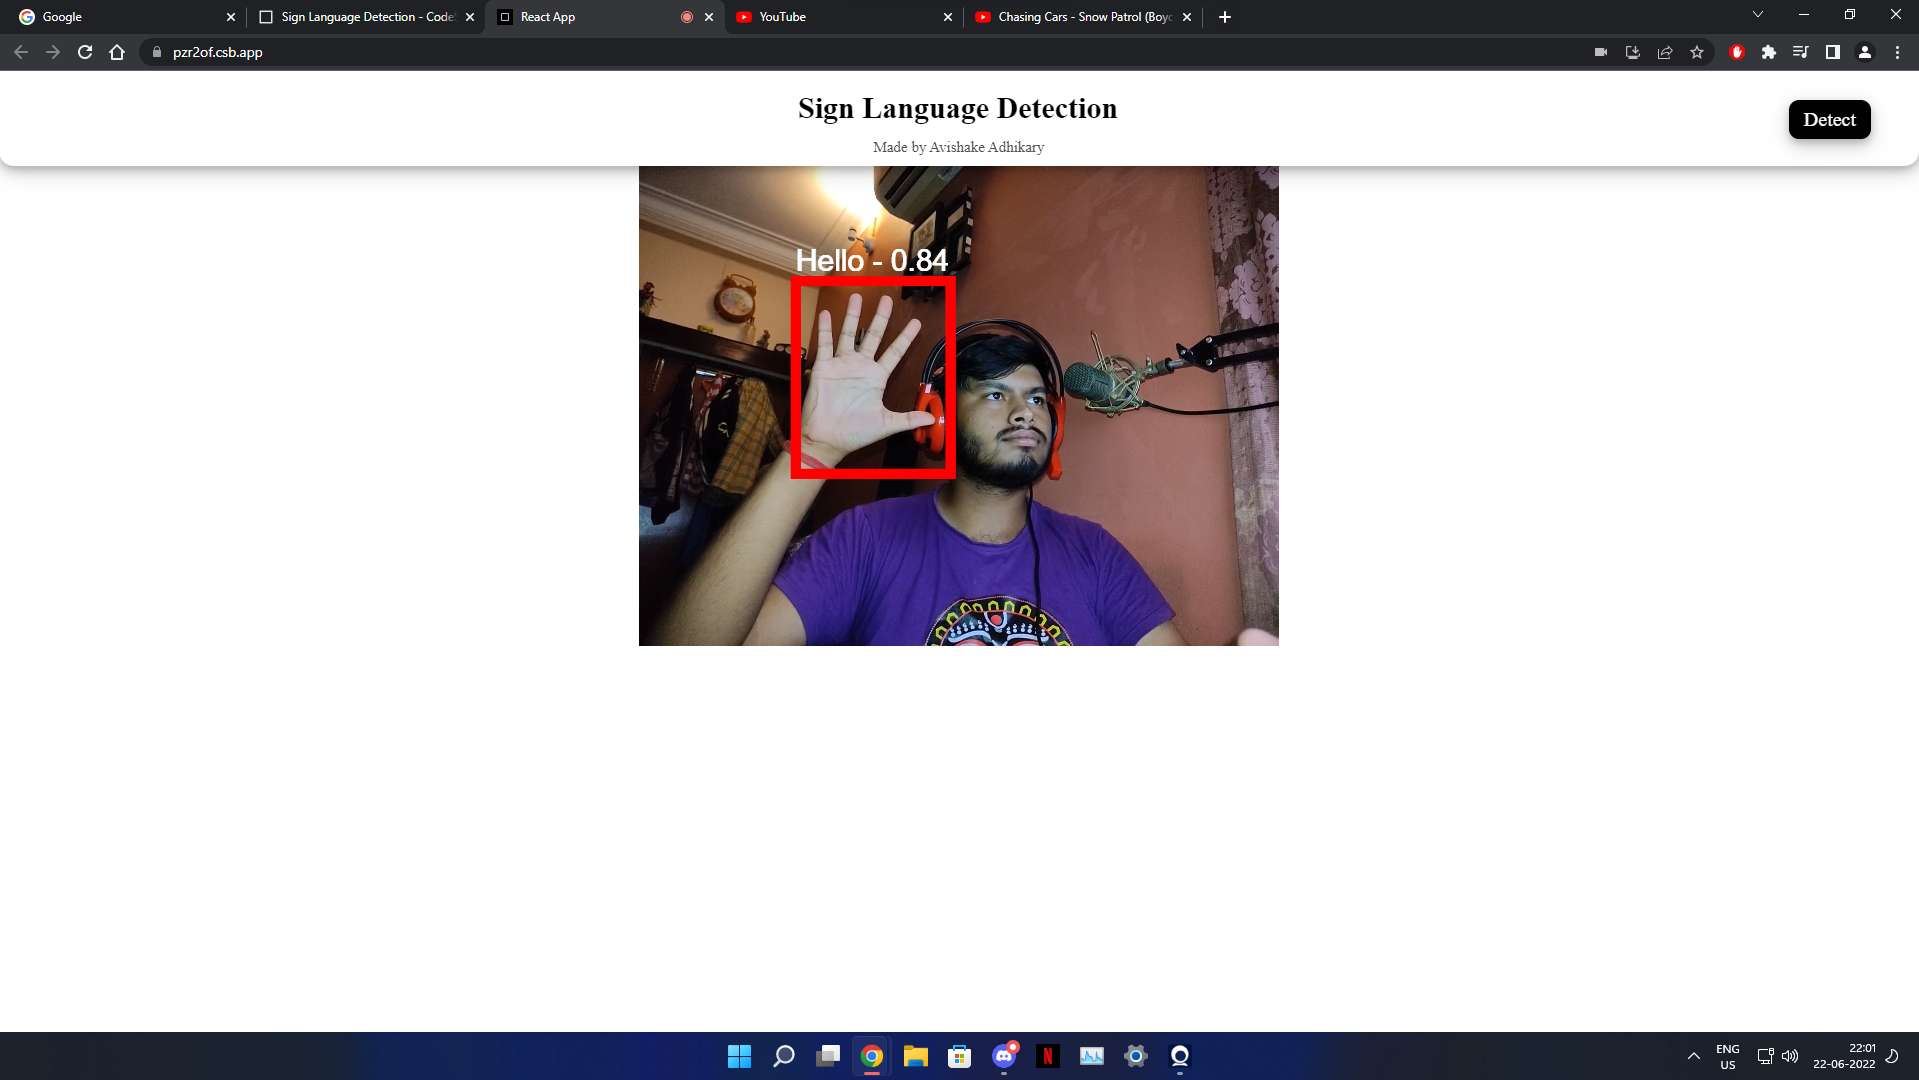 Google
Sign Language Detection - Code
React App
YouTube
Chasing Cars - Snow Patrol (Boyc
pzr2of.csb.app
Sign Language Detection
Made by Avishake Adhikary
Detect
Hello - 0.84
ENG
US
22:01
22-06-2022